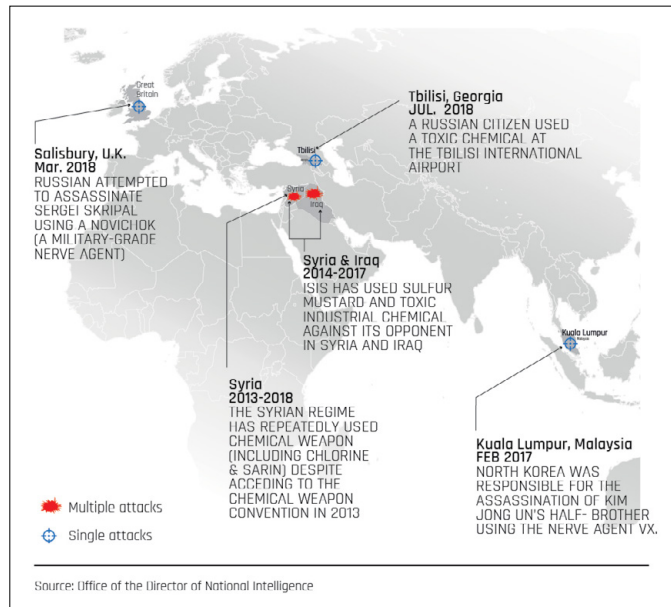 Great
Britain
Salisbury, U.K.
Mar. 2018
RUSSIAN ATTEMPTED
TO ASSASSINATE
SERGEI SKRIPAL
USING A NOVICHOK
(A MILITARY-GRADE
NERVE AGENT)
Tbilisi, Georgia
JUL. 2018
A RUSSIAN CITIZEN USED
A TOXIC CHEMICAL AT
THE TBILISI INTERNATIONAL
AIRPORT
Tbilisi
Syria
Iraq
Syria & Iraq
2014-2017
ISIS HAS USED SULFUR
MUSTARD AND TOXIC
INDUSTRIAL CHEMICAL
AGAINST ITS OPPONENT
IN SYRIA AND IRAQ
Syria
2013-2018
THE SYRIAN REGIME
HAS REPEATEDLY USED
CHEMICAL WEAPON
(INCLUDING CHLORINE
& SARIN) DESPITE
ACCEDING TO THE
CHEMICAL WEAPON
CONVENTION IN 2013
Kuala Lumpur
Malaysia
Kuala Lumpur, Malaysia
FEB 2017
NORTH KOREA WAS
RESPONSIBLE FOR THE
ASSASSINATION OF KIM
JONG UN'S HALF- BROTHER
USING THE NERVE AGENT VX.
Multiple attacks
Single attacks
Source: Office of the Director of National Intelligence